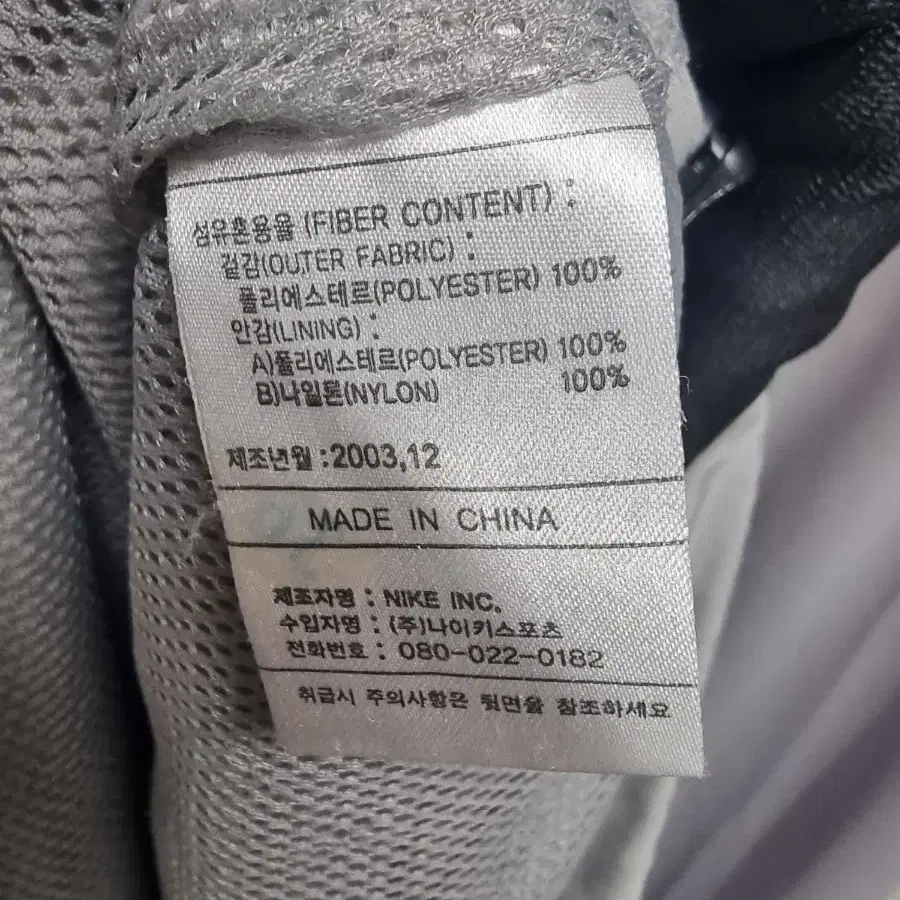 섬유혼용율 (FIBER CONTENT) :
겉감(OUTER FABRIC) :
폴리에스테르(POLYESTER) 100%
안감(LINING) :
A)폴리에스테르(POLYESTER) 100%
B)나일론(NYLON) 100%
제조년월 :2003,12
MADE IN CHINA
제조자명 : NIKE INC.
수입자명 : (주)나이키스포츠
전화번호 : 080-022-0182
취급시 주의사항은 뒷면을 참조하세요